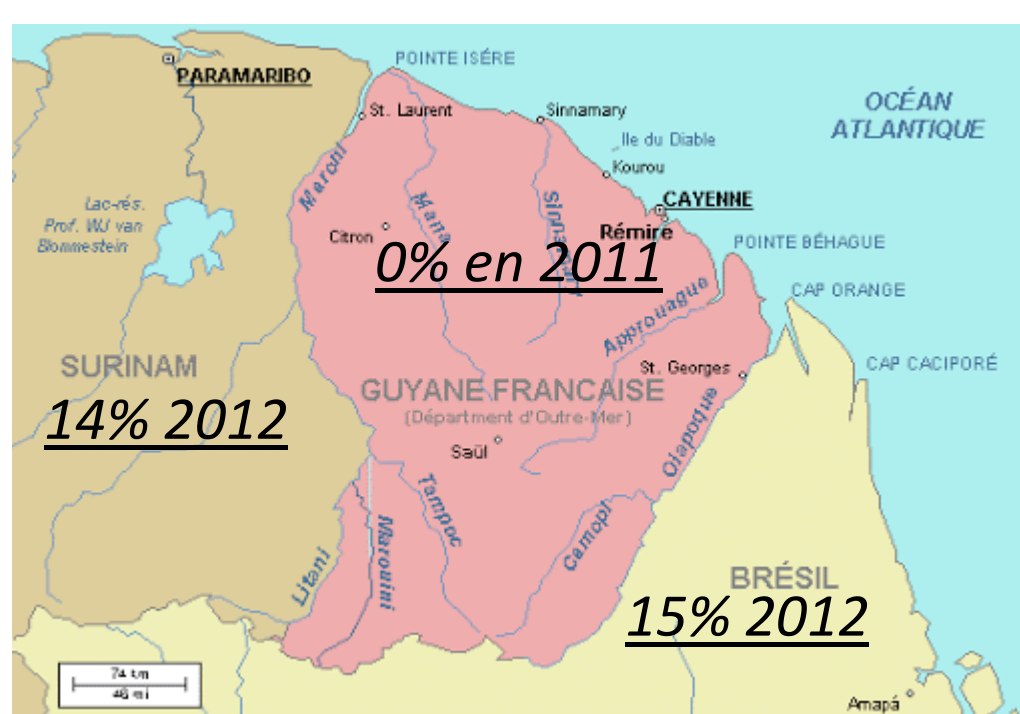 POINTE ISÉRE
PARAMARIBO
OCÉAN
ATLANTIQUE
St. Laurent
Sinnamary
Ile du Diable
Kourou
Maroni
Lac-rés.
Prof. WJ van
Blommestein
Mana
Sinnamary
CAYENNE
Rémire
Citron
POINTE BÉHAGUE
0% en 2011
CAP ORANGE
Approuague
SURINAM
St. Georges
CAP CACIPORÉ
GUYANE FRANCAISE
(Départment d'Outre-Mer)
14% 2012
Oiapoque
Saül
Tampoc
Marouini
Camopi
Litani
BRÉSIL
15% 2012
74 km
46 mi
Amapá